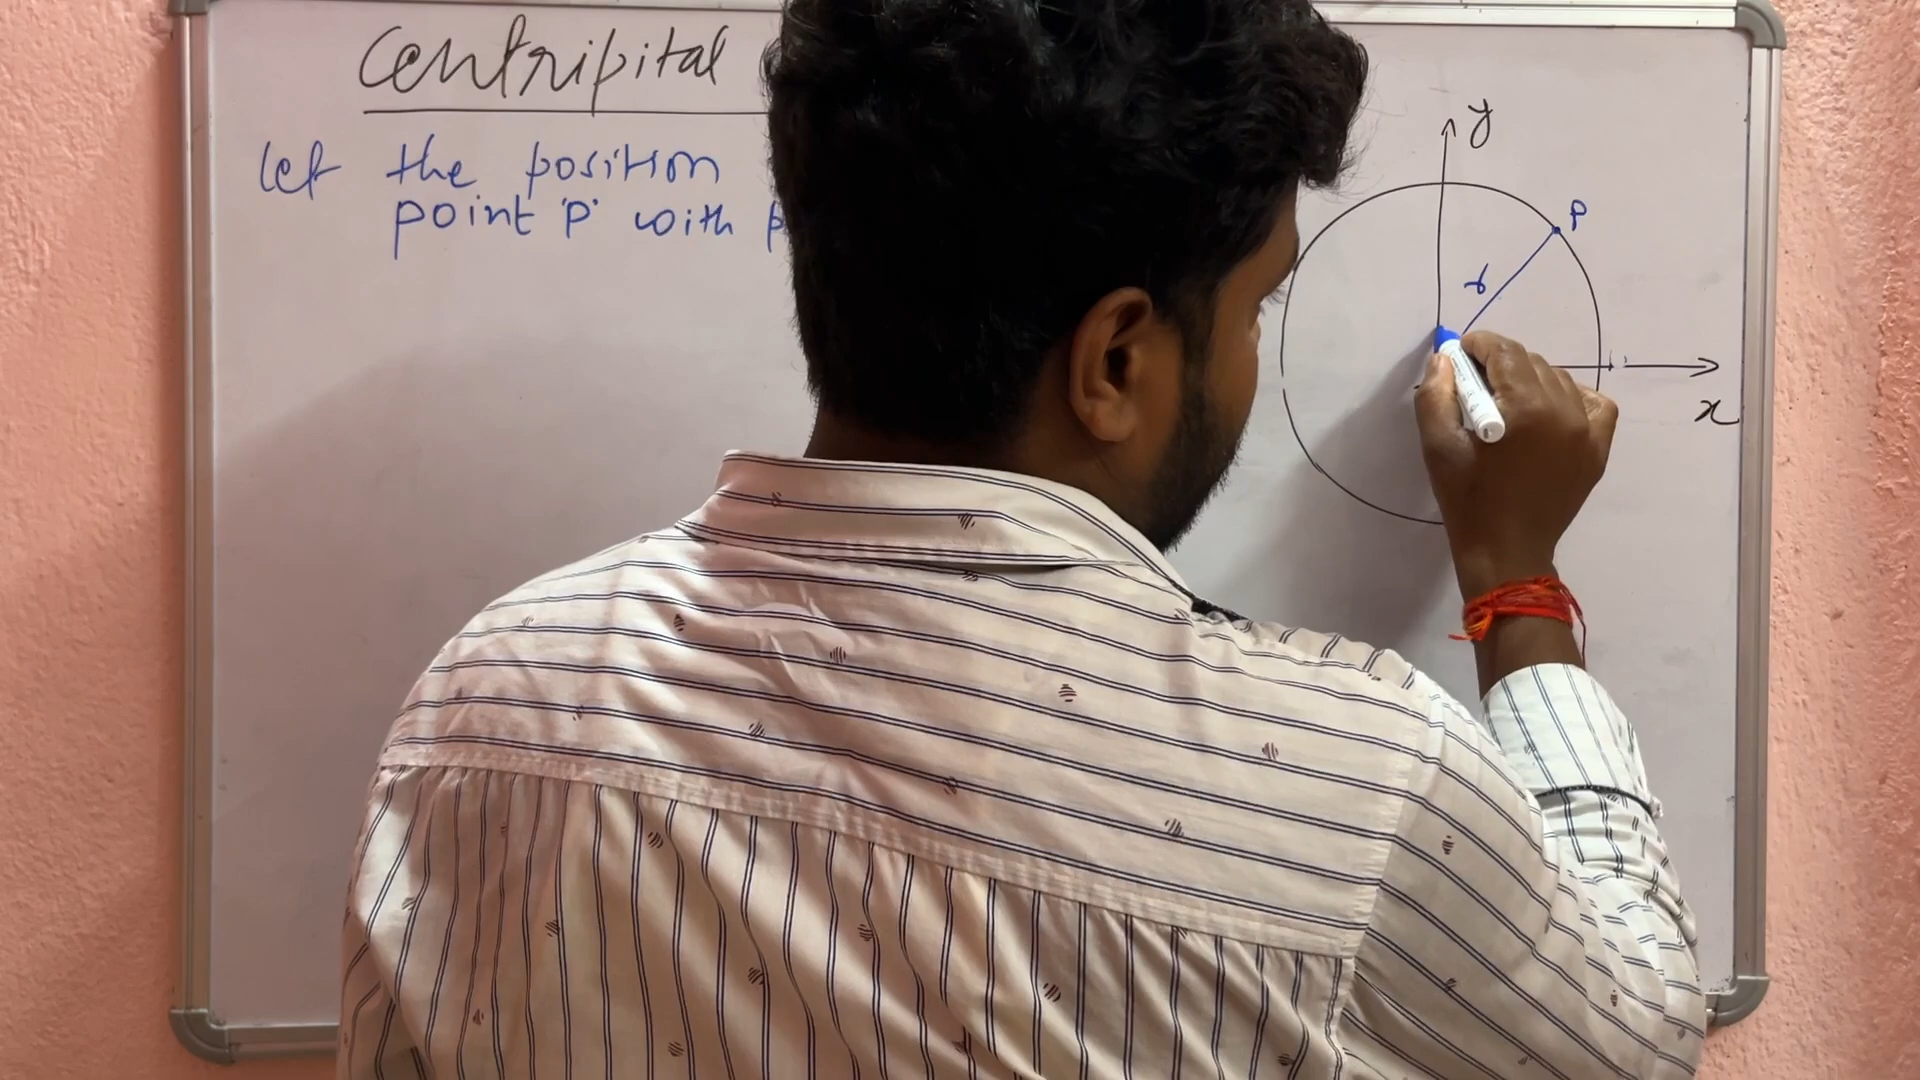 Centripital
let the position
point 'P' with
y
P
r
x